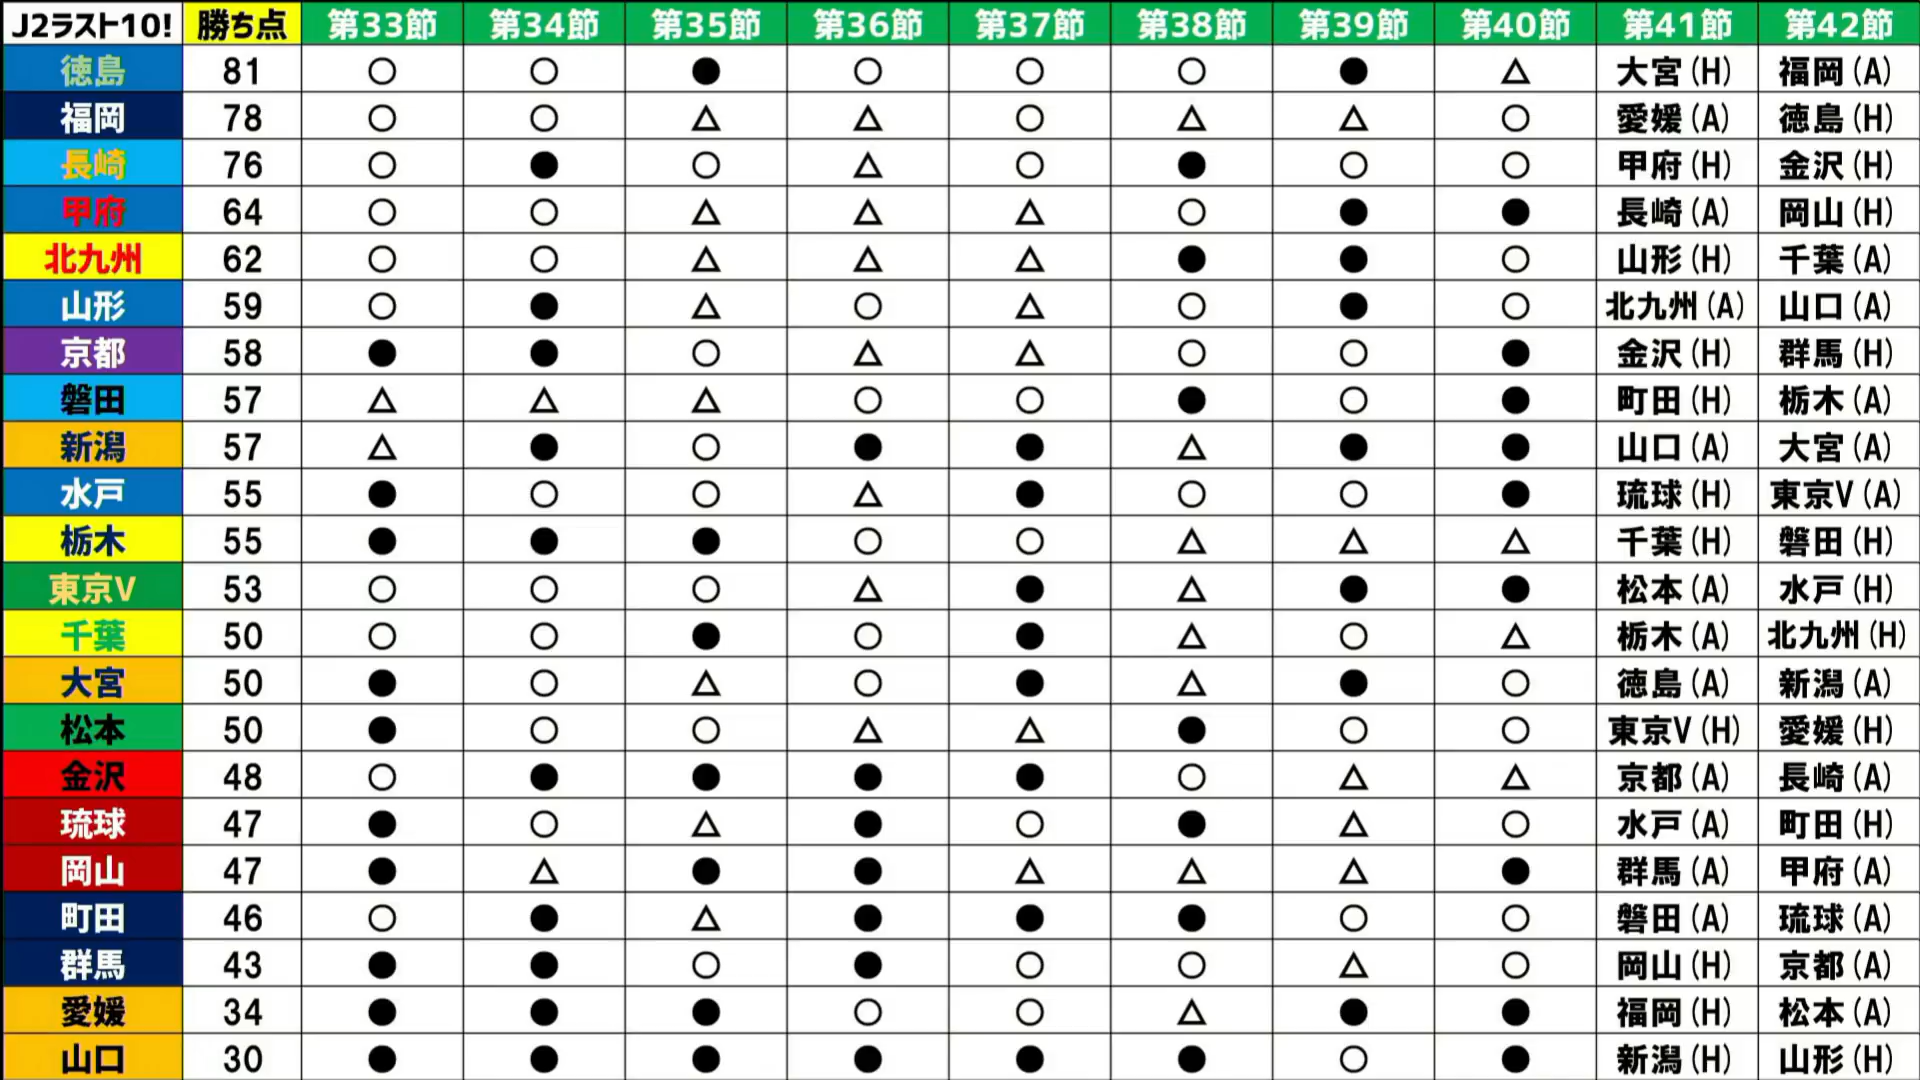 J2ラスト10! 勝ち点 第33節 第34節 第35節 第36節 第37節 第38節 第39節 第40節 第41節 第42節
徳島 81 ○ ○ ● ○ ○ ○ ● △ 大宮(H) 福岡(A)
福岡 78 ○ ○ △ △ ○ △ △ ○ 愛媛(A) 徳島(H)
長崎 76 ○ ● ○ △ ○ ● ○ ○ 甲府(H) 金沢(H)
甲府 64 ○ ○ △ △ △ ○ ● ● 長崎(A) 岡山(H)
北九州 62 ○ ○ △ △ △ ● ● ○ 山形(H) 千葉(A)
山形 59 ○ ● △ ○ △ ○ ● ○ 北九州(A) 山口(A)
京都 58 ● ● ○ △ △ ○ ○ ● 金沢(H) 群馬(H)
磐田 57 △ △ △ ○ ○ ● ○ ● 町田(H) 栃木(A)
新潟 57 △ ● ○ ● ● △ ● ● 山口(A) 大宮(A)
水戸 55 ● ○ ○ △ ● ○ ○ ● 琉球(H) 東京V(A)
栃木 55 ● ● ● ○ ○ △ △ △ 千葉(H) 磐田(H)
東京V 53 ○ ○ ○ △ ● △ ● ● 松本(A) 水戸(H)
千葉 50 ○ ○ ● ○ ● △ ○ △ 栃木(A) 北九州(H)
大宮 50 ● ○ △ ○ ● △ ● ○ 徳島(A) 新潟(A)
松本 50 ● ○ ○ △ △ ● ○ ○ 東京V(H) 愛媛(H)
金沢 48 ○ ● ● ● ● ○ △ △ 京都(A) 長崎(A)
琉球 47 ● ○ △ ● ○ ● △ ○ 水戸(A) 町田(H)
岡山 47 ● △ ● ● △ △ △ ● 群馬(A) 甲府(A)
町田 46 ○ ● △ ● ● ● ○ ○ 磐田(A) 琉球(A)
群馬 43 ● ● ○ ● ○ ○ △ ○ 岡山(H) 京都(A)
愛媛 34 ● ● ● ○ ○ △ ● ● 福岡(H) 松本(A)
山口 30 ● ● ● ● ● ● ○ ● 新潟(H) 山形(H)